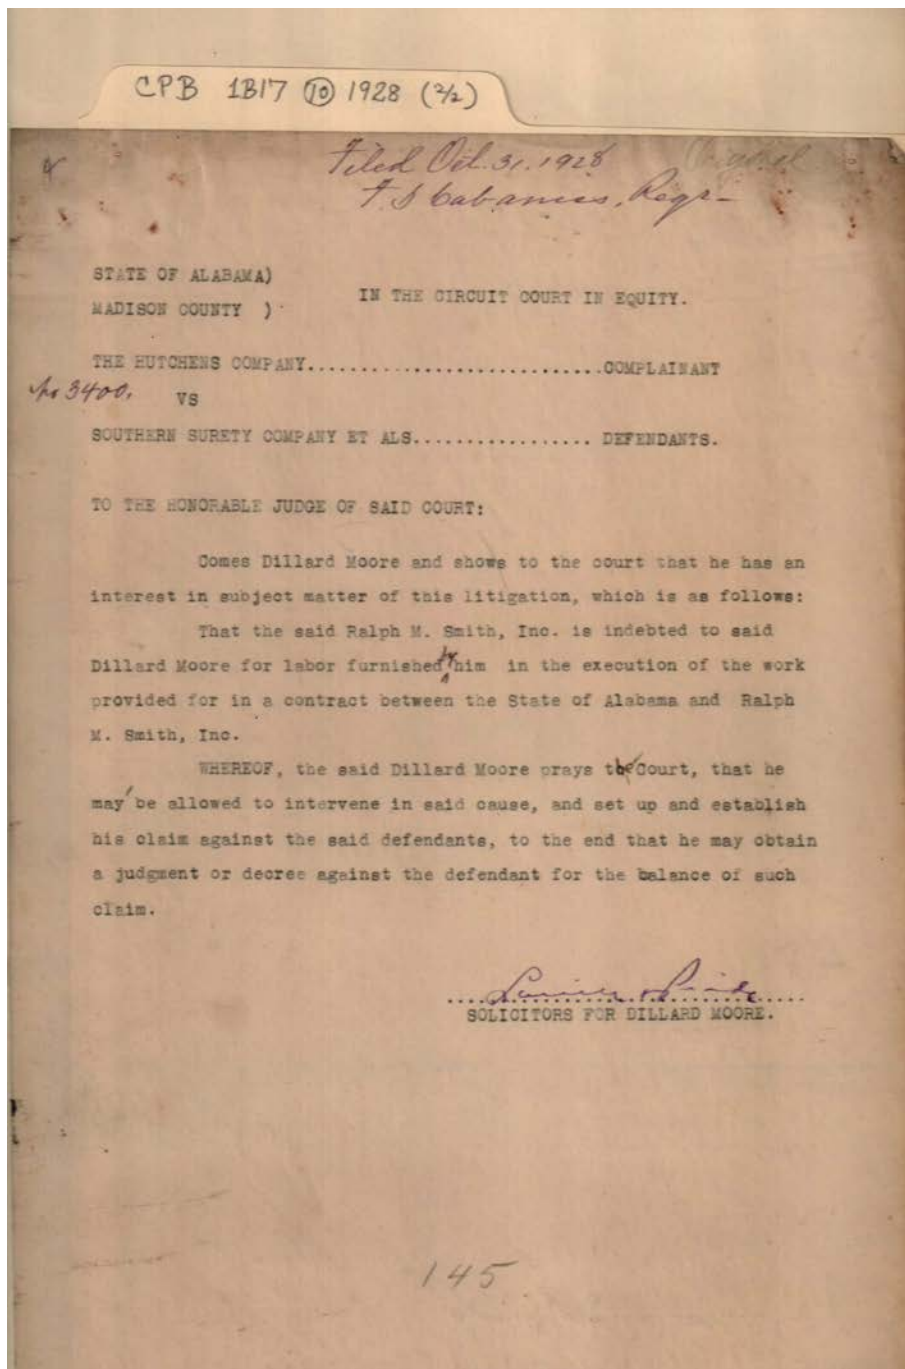 CPB 1B17 (10) 1928 (2/2)
Filed Oct. 31. 1928 Original
F. S. Cabaniss, Regr-
STATE OF ALABAMA)
IN THE CIRCUIT COURT IN EQUITY.
MADISON COUNTY )
THE HUTCHENS COMPANY.............................COMPLAINANT
No 3400. VS
SOUTHERN SURETY COMPANY ET ALS................. DEFENDANTS.
TO THE HONORABLE JUDGE OF SAID COURT:
Comes Dillard Moore and shows to the court that he has an
interest in subject matter of this litigation, which is as follows:
That the said Ralph M. Smith, Inc. is indebted to said
Dillard Moore for labor furnished by him in the execution of the work
provided for in a contract between the State of Alabama and Ralph
M. Smith, Inc.
WHEREOF, the said Dillard Moore prays the Court, that he
may be allowed to intervene in said cause, and set up and establish
his claim against the said defendants, to the end that he may obtain
a judgment or decree against the defendant for the balance of such
claim.
SOLICITORS FOR DILLARD MOORE.
145